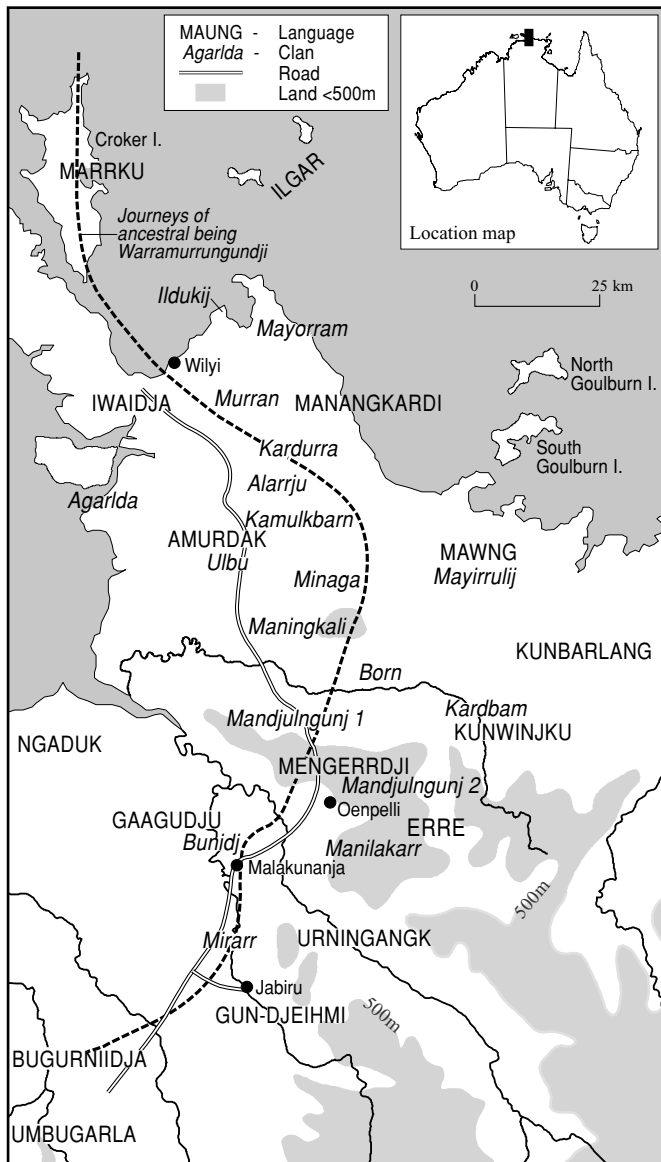 MAUNG - Language
Agarlda - Clan
Road
Land <500m
Location map
0 25 km
Croker I.
MARRKU
ILGAR
Journeys of
ancestral being
Warramurrungundji
Ildukij
Mayorram
Wilyi
North
Goulburn I.
IWAIDJA
Murran
MANANGKARDI
South
Goulburn I.
Kardurra
Agarlda
Alarrju
Kamulkbarn
AMURDAK
Ulbu
MAWNG
Mayirrulij
Minaga
Maningkali
KUNBARLANG
Born
Kardbam
KUNWINJKU
Mandjulngunj 1
NGADUK
MENGERRDJI
Mandjulngunj 2
Oenpelli
GAAGUDJU
ERRE
Bunidj
Manilakarr
Malakunanja
500m
Mirarr
URNINGANGK
Jabiru
500m
GUN-DJEIHMI
BUGURNIIDJA
UMBUGARLA